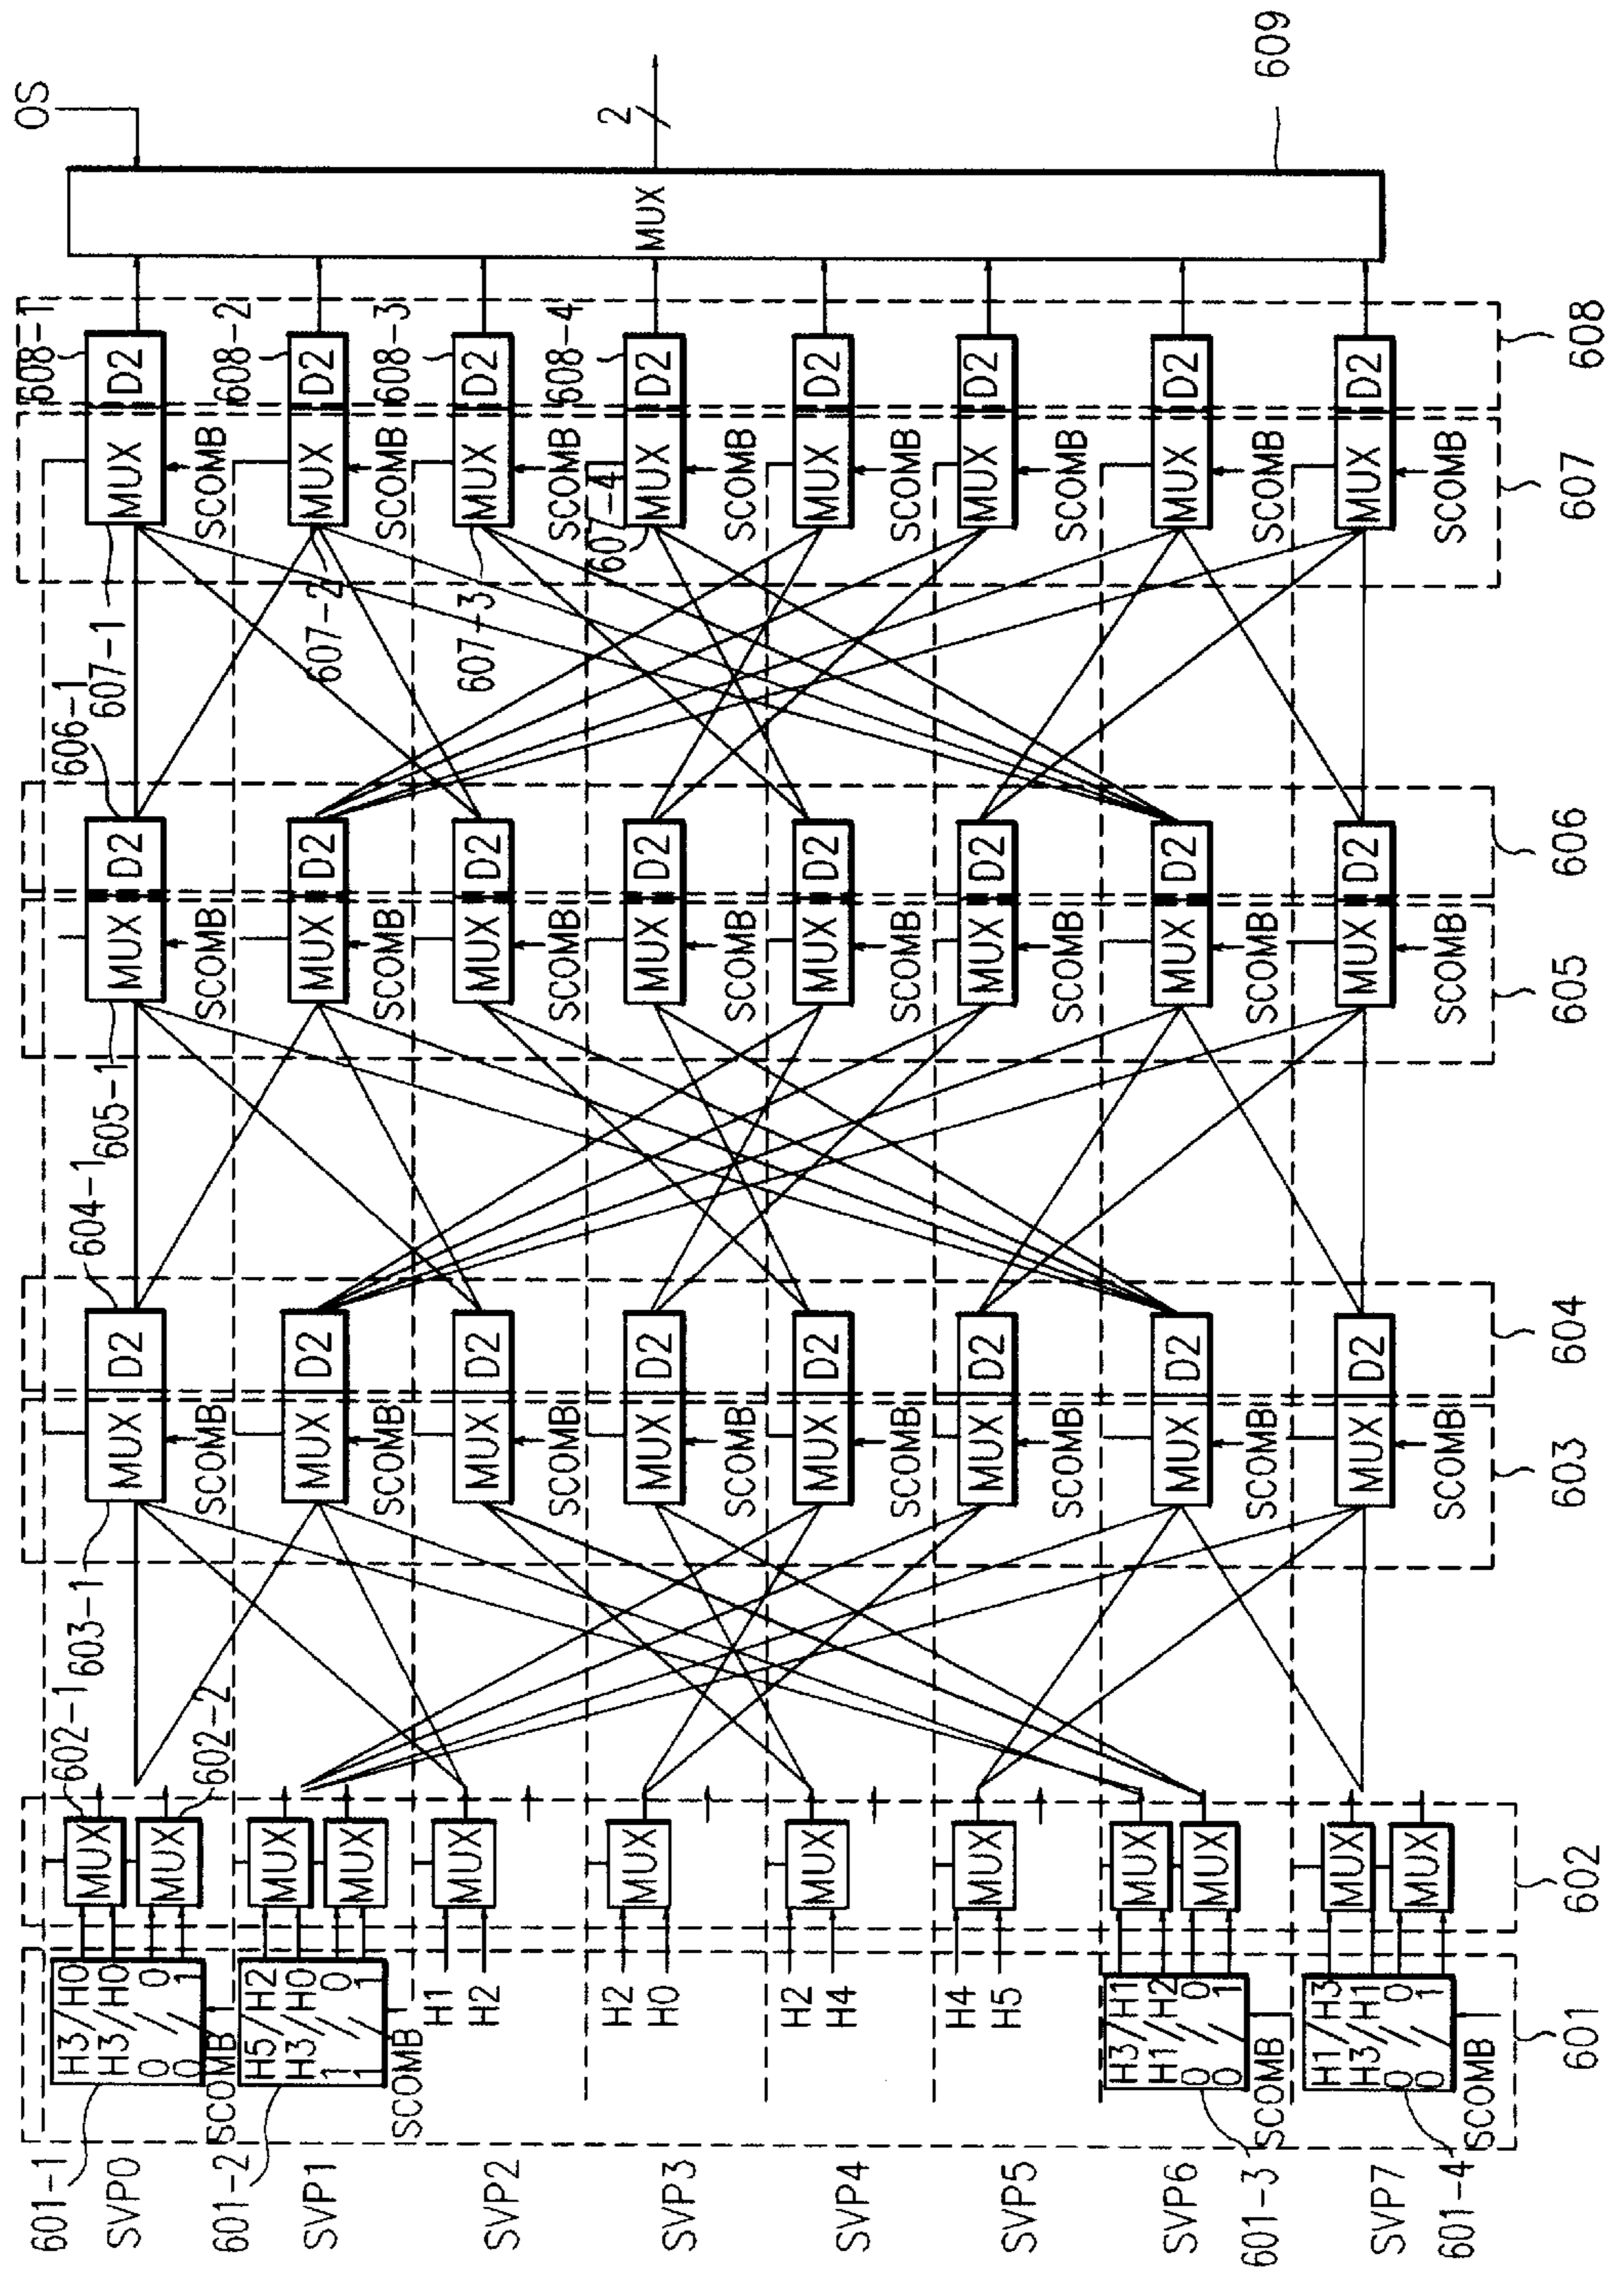 OS
2
609
MUX
608-1
608-2
608-3
608-4
D2
D2
D2
D2
D2
D2
D2
D2
608
MUX
MUX
MUX
MUX
MUX
MUX
MUX
MUX
SCOMB
SCOMB
SCOMB
SCOMB
SCOMB
SCOMB
SCOMB
SCOMB
607
607-1
607-2
607-3
607-4
606-1
D2
D2
D2
D2
D2
D2
D2
D2
606
MUX
MUX
MUX
MUX
MUX
MUX
MUX
MUX
SCOMB
SCOMB
SCOMB
SCOMB
SCOMB
SCOMB
SCOMB
SCOMB
605
605-1
604-1
D2
D2
D2
D2
D2
D2
D2
D2
604
MUX
MUX
MUX
MUX
MUX
MUX
MUX
MUX
SCOMB
SCOMB
SCOMB
SCOMB
SCOMB
SCOMB
SCOMB
SCOMB
603
603-1
602-1
602-2
MUX
MUX
MUX
MUX
MUX
MUX
MUX
MUX
MUX
MUX
MUX
MUX
602
H3/H0
H3/H0
0/0
0/1
SCOMB
H5/H2
H3/H0
1/0
1/1
SCOMB
H1
H2
H2
H0
H2
H4
H4
H5
H3/H1
H1/H2
0/0
0/1
SCOMB
H1/H3
H3/H1
0/0
0/1
SCOMB
601
601-1
SVP0
601-2
SVP1
SVP2
SVP3
SVP4
SVP5
SVP6
601-3
SVP7
601-4